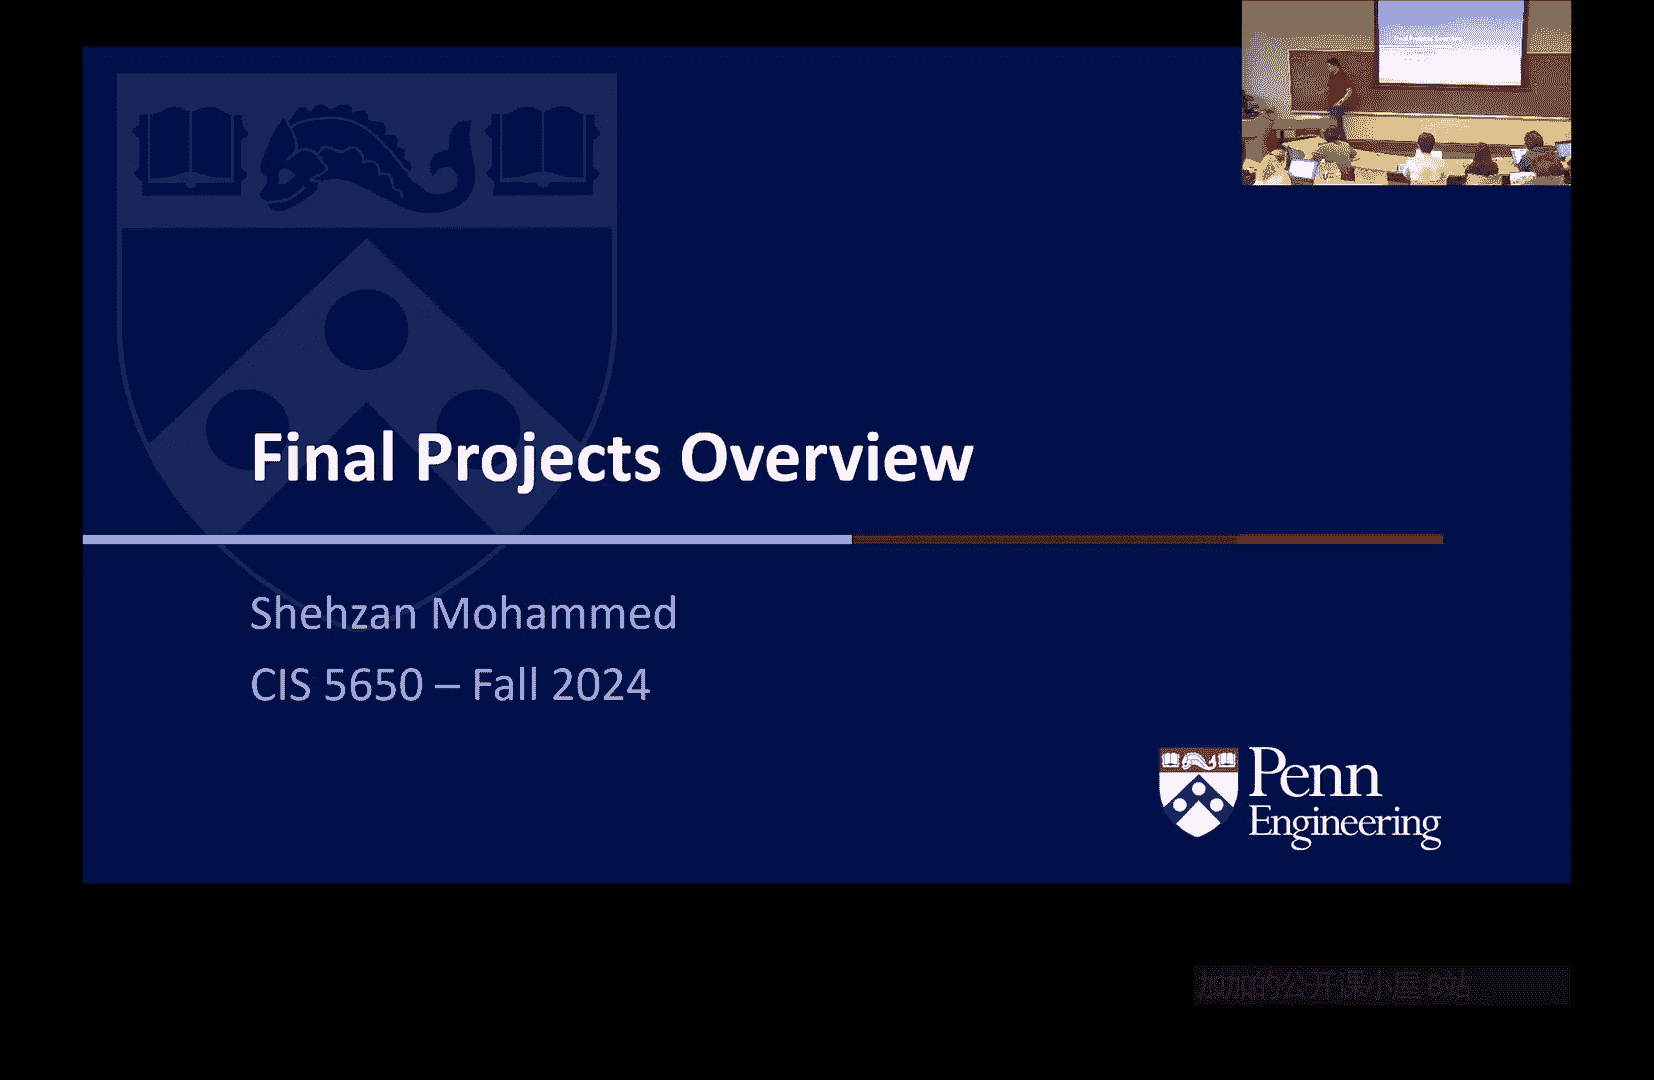 Final Projects Overview
Shehzan Mohammed
CIS 5650 – Fall 2024
Penn
Engineering
加加的公开课小屋 B站